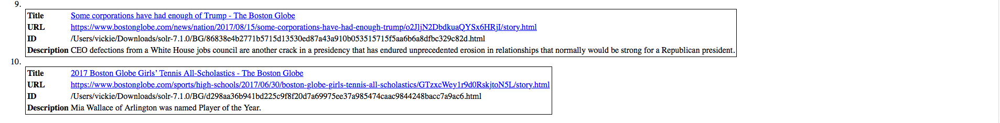 9.
Title Some corporations have had enough of Trump - The Boston Globe
URL https://www.bostonglobe.com/news/nation/2017/08/15/some-corporations-have-had-enough-trump/o2JljN2DbdkuaQYSx6HRjI/story.html
ID /Users/vickie/Downloads/solr-7.1.0/BG/86838e4b2771b5715d13530ed87a43a910b053515715f5aa6b6a8dfbc329c82d.html
Description CEO defections from a White House jobs council are another crack in a presidency that has endured unprecedented erosion in relationships that normally would be strong for a Republican president.
10.
Title 2017 Boston Globe Girls’ Tennis All-Scholastics - The Boston Globe
URL https://www.bostonglobe.com/sports/high-schools/2017/06/30/boston-globe-girls-tennis-all-scholastics/GTzxcWey1r9d0RskjtoN5L/story.html
ID /Users/vickie/Downloads/solr-7.1.0/BG/d298aa36b941bd225c9f8f20d7a69975ee37a985474caac9844248bacc7a9ac6.html
Description Mia Wallace of Arlington was named Player of the Year.